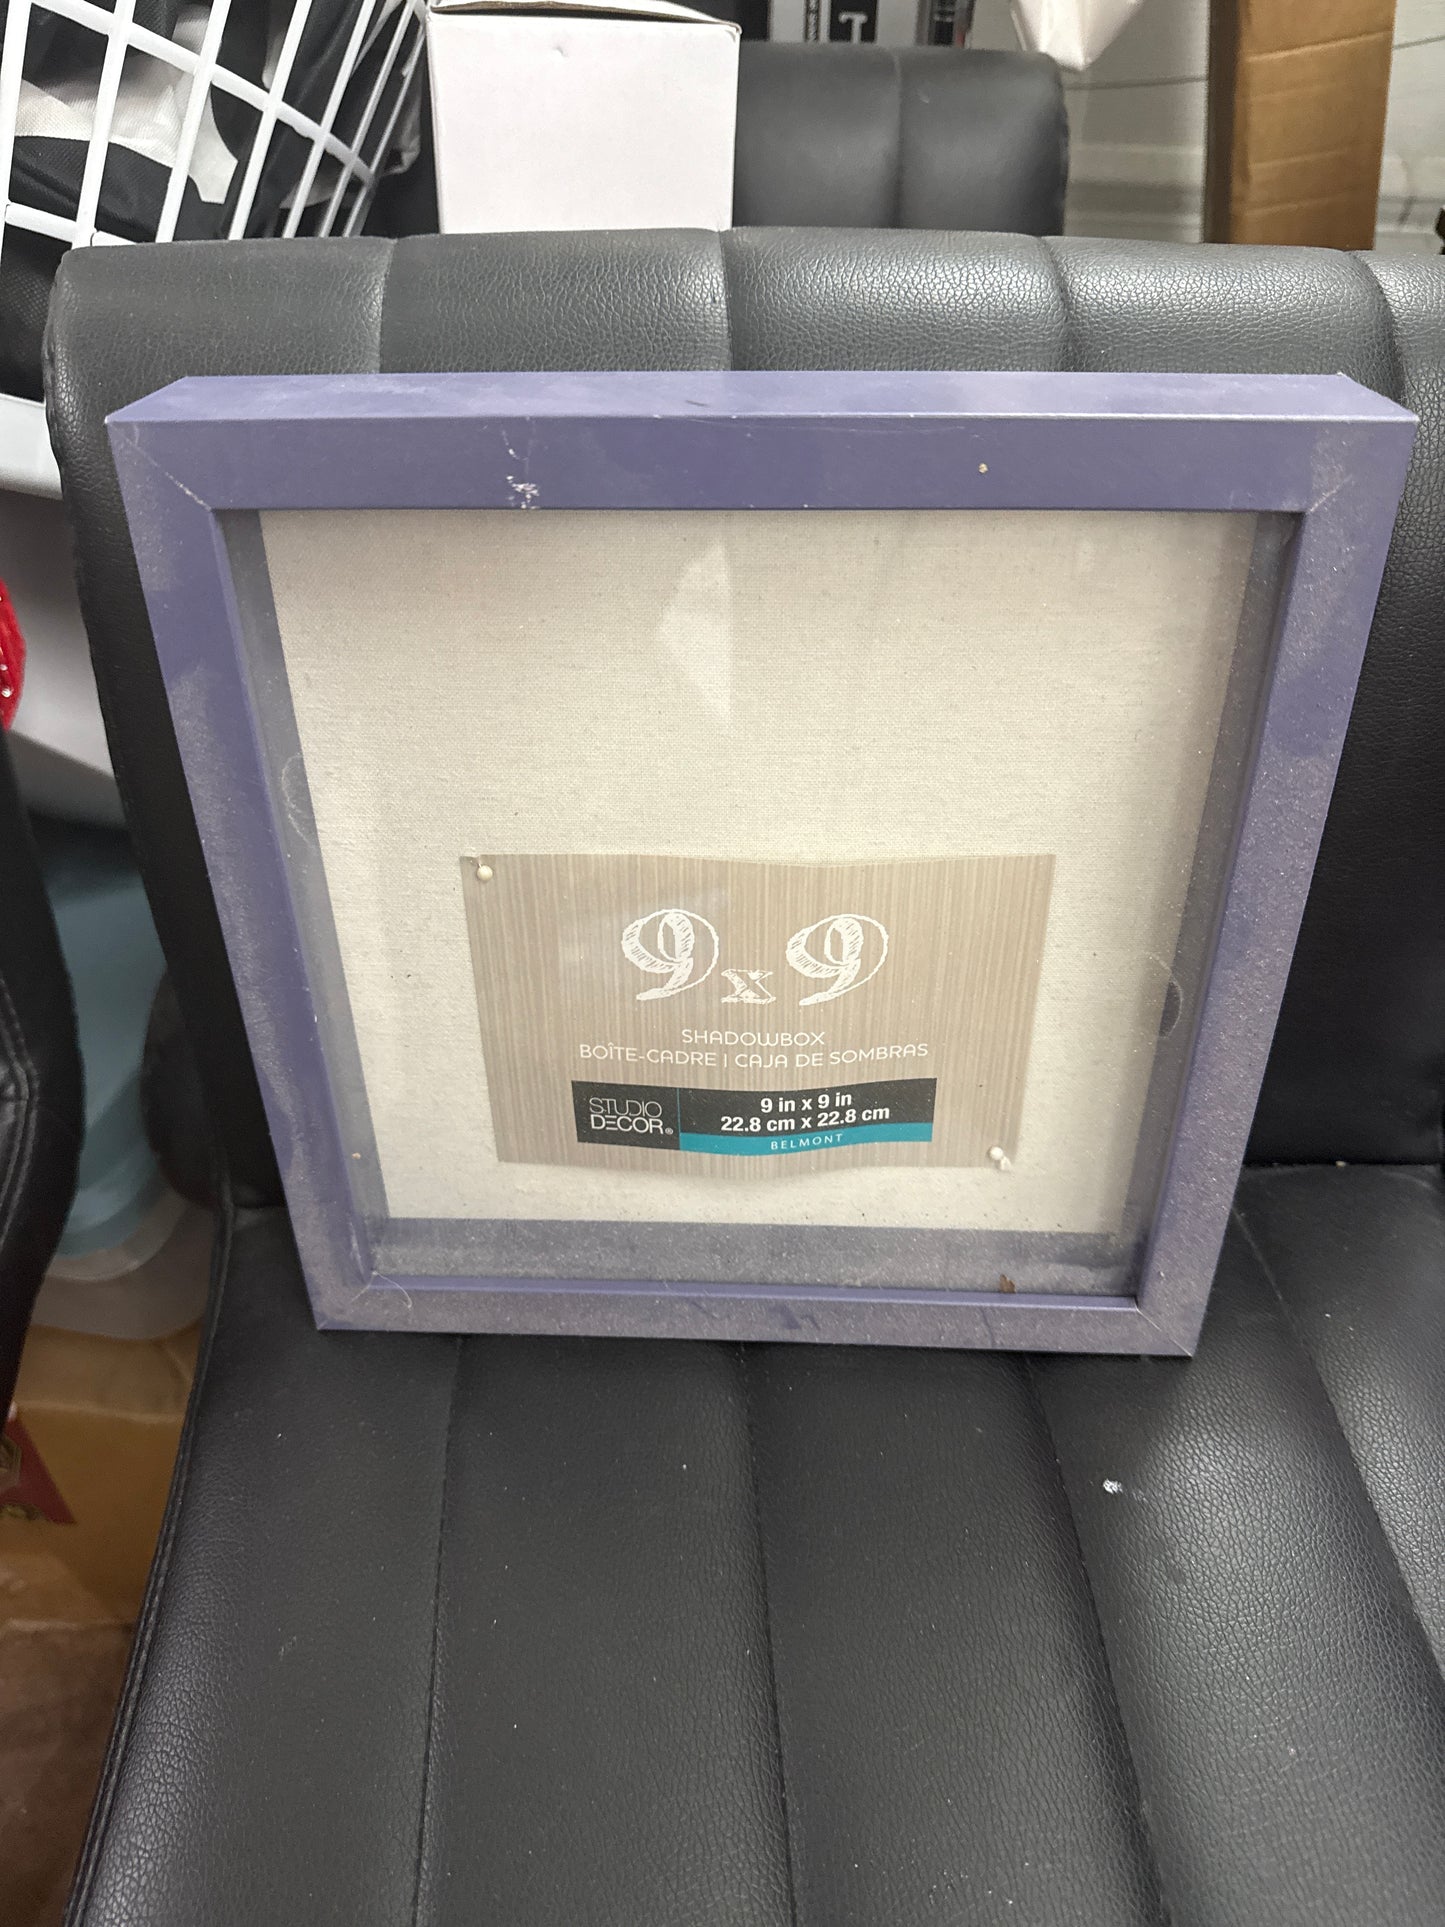 9x9
SHADOWBOX
BOÎTE-CADRE | CAJA DE SOMBRAS
STUDIO
DECOR®
9 in x 9 in
22.8 cm x 22.8 cm
BELMONT